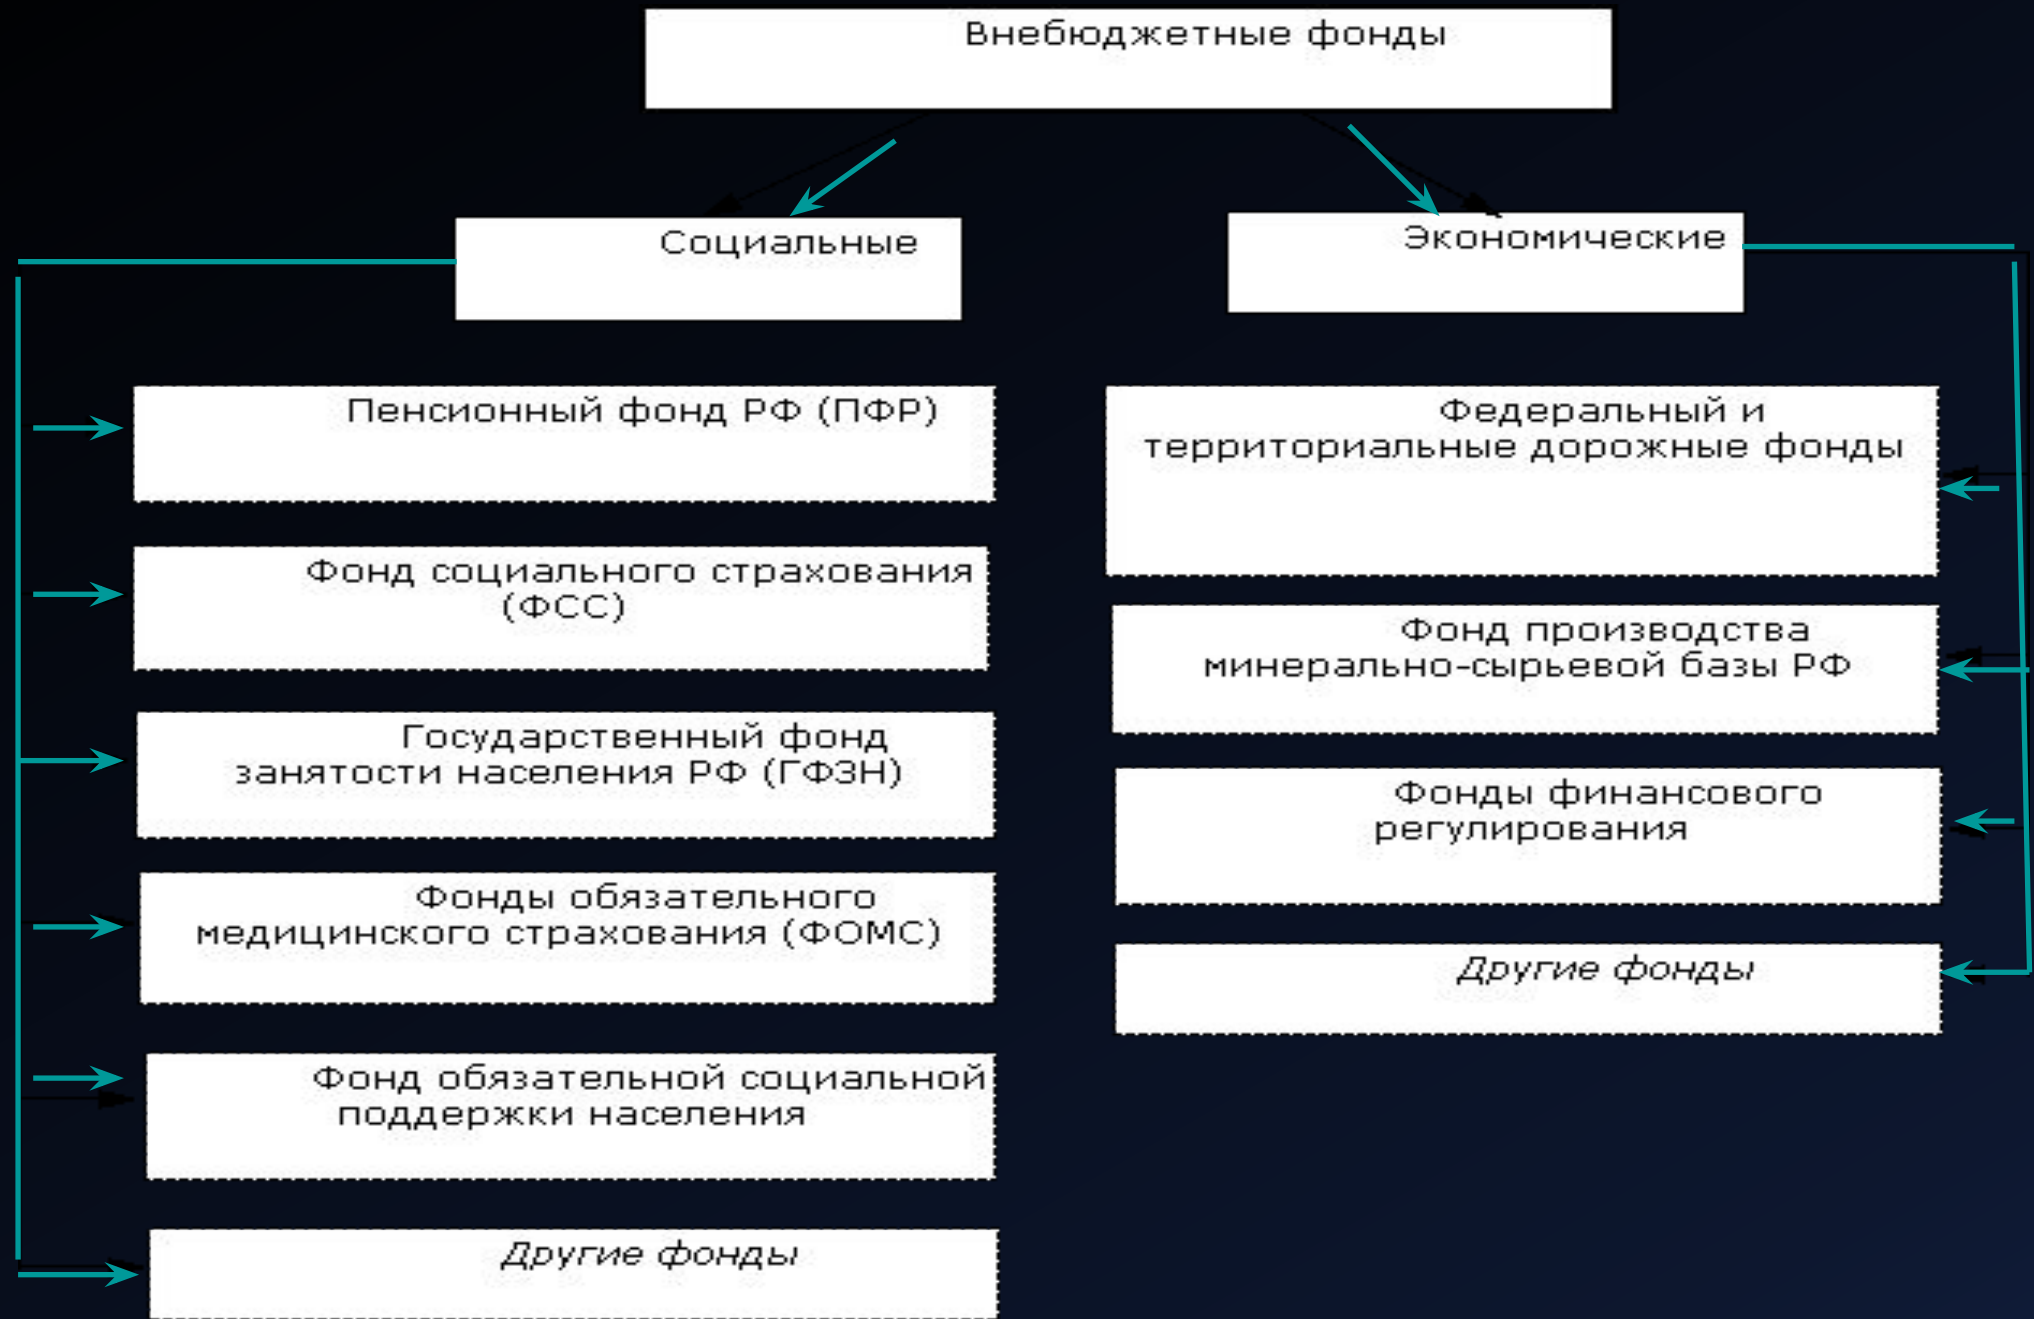 Внебюджетные фонды
Социальные
Экономические
Пенсионный фонд РФ (ПФР)
Фонд социального страхования
(ФСС)
Государственный фонд
занятости населения РФ (ГФЗН)
Фонды обязательного
медицинского страхования (ФОМС)
Фонд обязательной социальной
поддержки населения
Другие фонды
Федеральный и
территориальные дорожные фонды
Фонд производства
минерально-сырьевой базы РФ
Фонды финансового
регулирования
Другие фонды